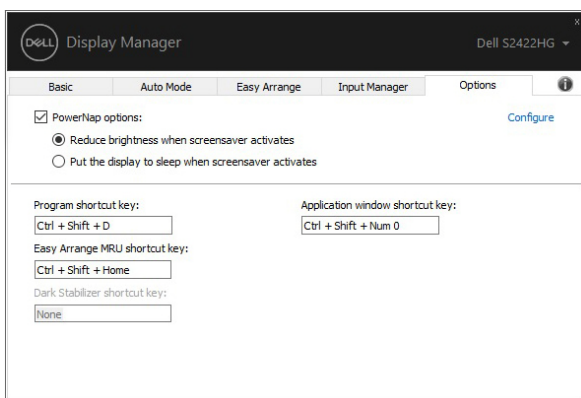 DELL Display Manager
Dell S2422HG
Basic Auto Mode Easy Arrange Input Manager Options
PowerNap options:
Configure
Reduce brightness when screensaver activates
Put the display to sleep when screensaver activates
Program shortcut key:
Application window shortcut key:
Ctrl + Shift + D
Ctrl + Shift + Num 0
Easy Arrange MRU shortcut key:
Ctrl + Shift + Home
Dark Stabilizer shortcut key:
None